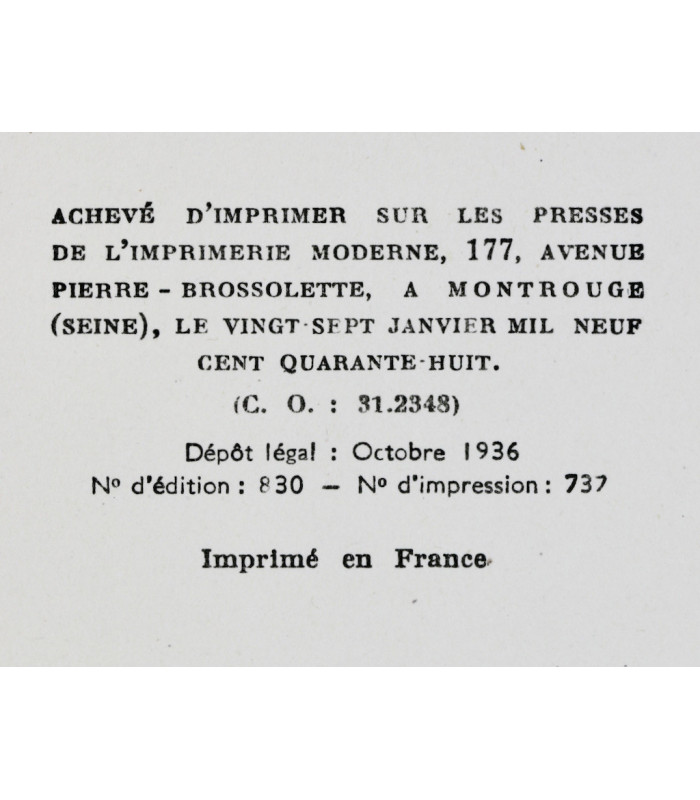 ACHEVÉ D'IMPRIMER SUR LES PRESSES
DE L'IMPRIMERIE MODERNE, 177, AVENUE
PIERRE - BROSSOLETTE, A MONTROUGE
(SEINE), LE VINGT-SEPT JANVIER MIL NEUF
CENT QUARANTE-HUIT.
(C. O. : 31.2348)
Dépôt légal : Octobre 1936
Nº d'édition : 830 — Nº d'impression : 737
Imprimé en France